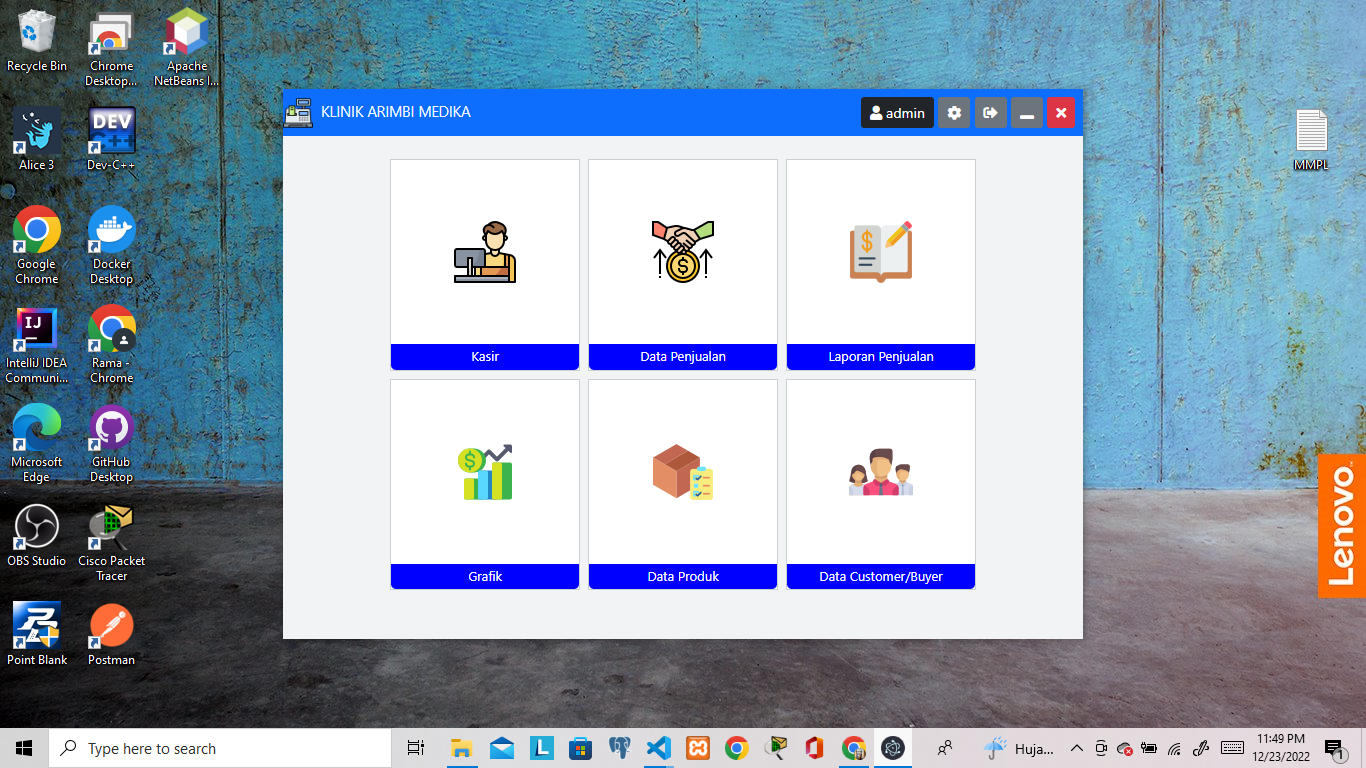 Recycle Bin
Chrome
Desktop...
Apache
NetBeans I...
Alice 3
DEV
C++
Dev-C++
Google
Chrome
Docker
Desktop
IJ
IntelliJ IDEA
Communi...
Rama -
Chrome
Microsoft
Edge
GitHub
Desktop
OBS Studio
Cisco Packet
Tracer
Point Blank
Postman
KLINIK ARIMBI MEDIKA
admin
Kasir
Data Penjualan
Laporan Penjualan
Grafik
Data Produk
Data Customer/Buyer
MMPL
Lenovo
Type here to search
L
Huja...
11:49 PM
12/23/2022
1